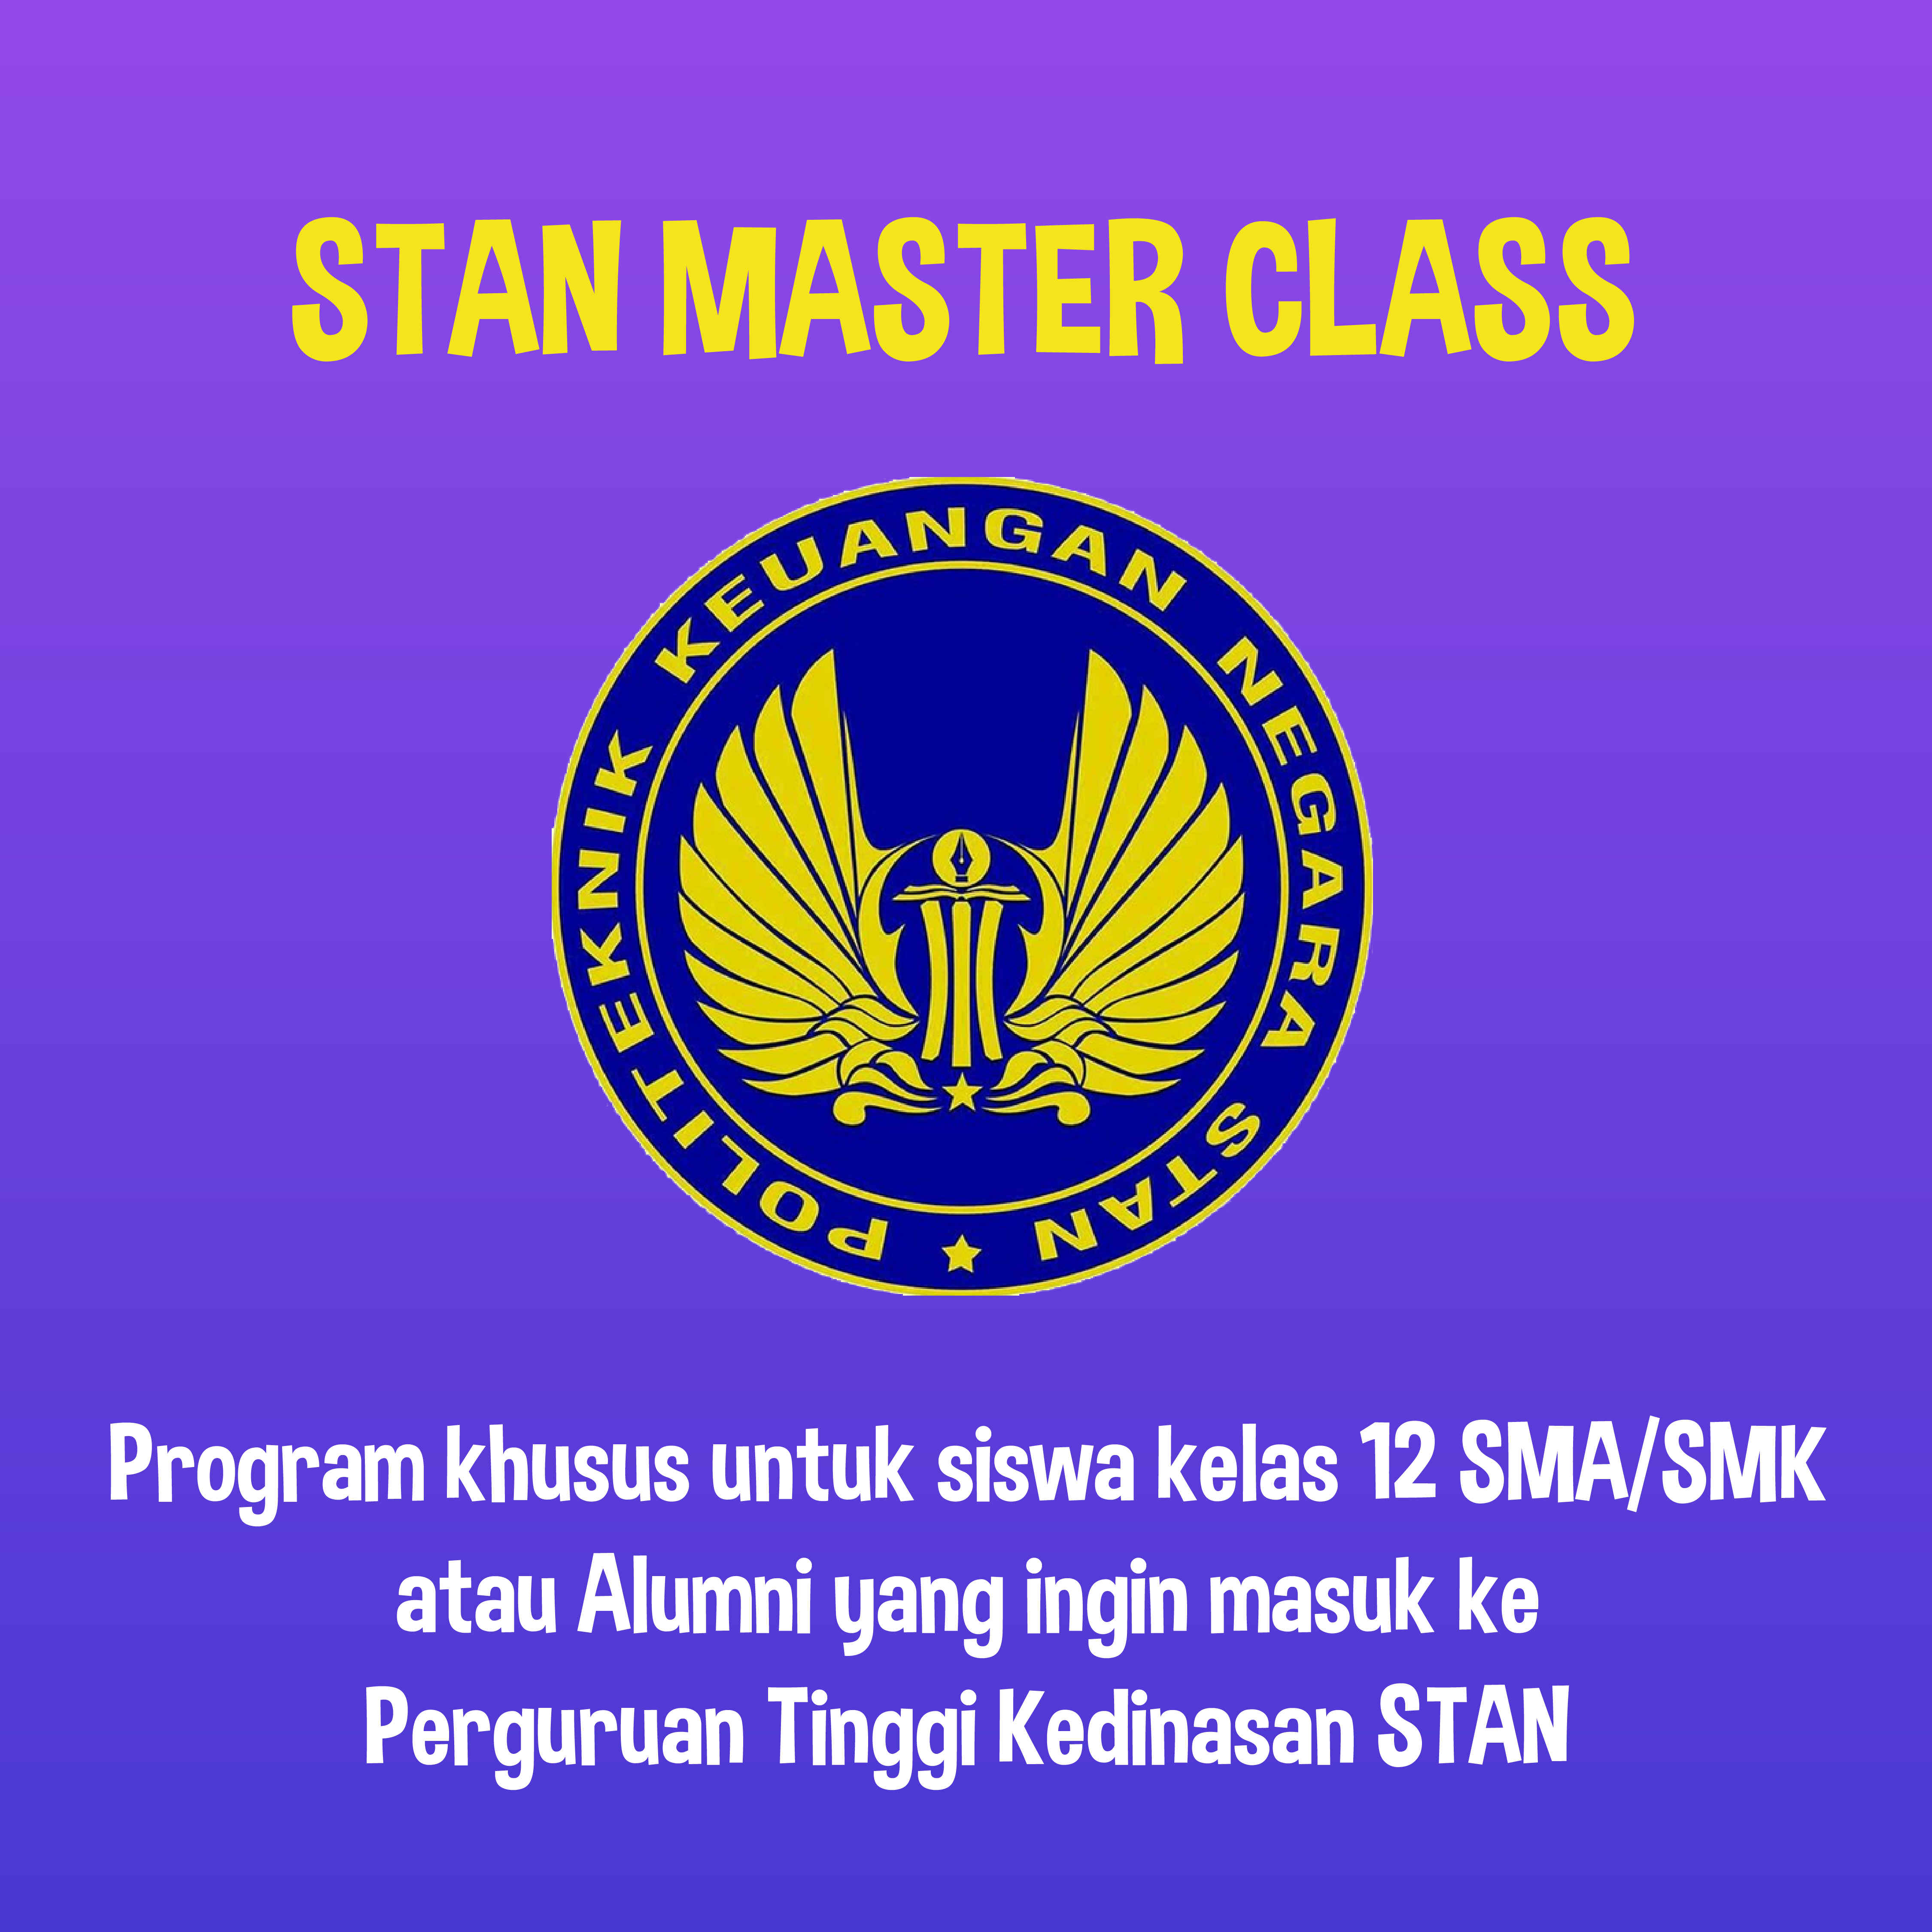 STAN MASTER CLASS
POLITEKNIK KEUANGAN NEGARA STAN
Program khusus untuk siswa kelas 12 SMA/SMK
atau Alumni yang ingin masuk ke
Perguruan Tinggi Kedinasan STAN